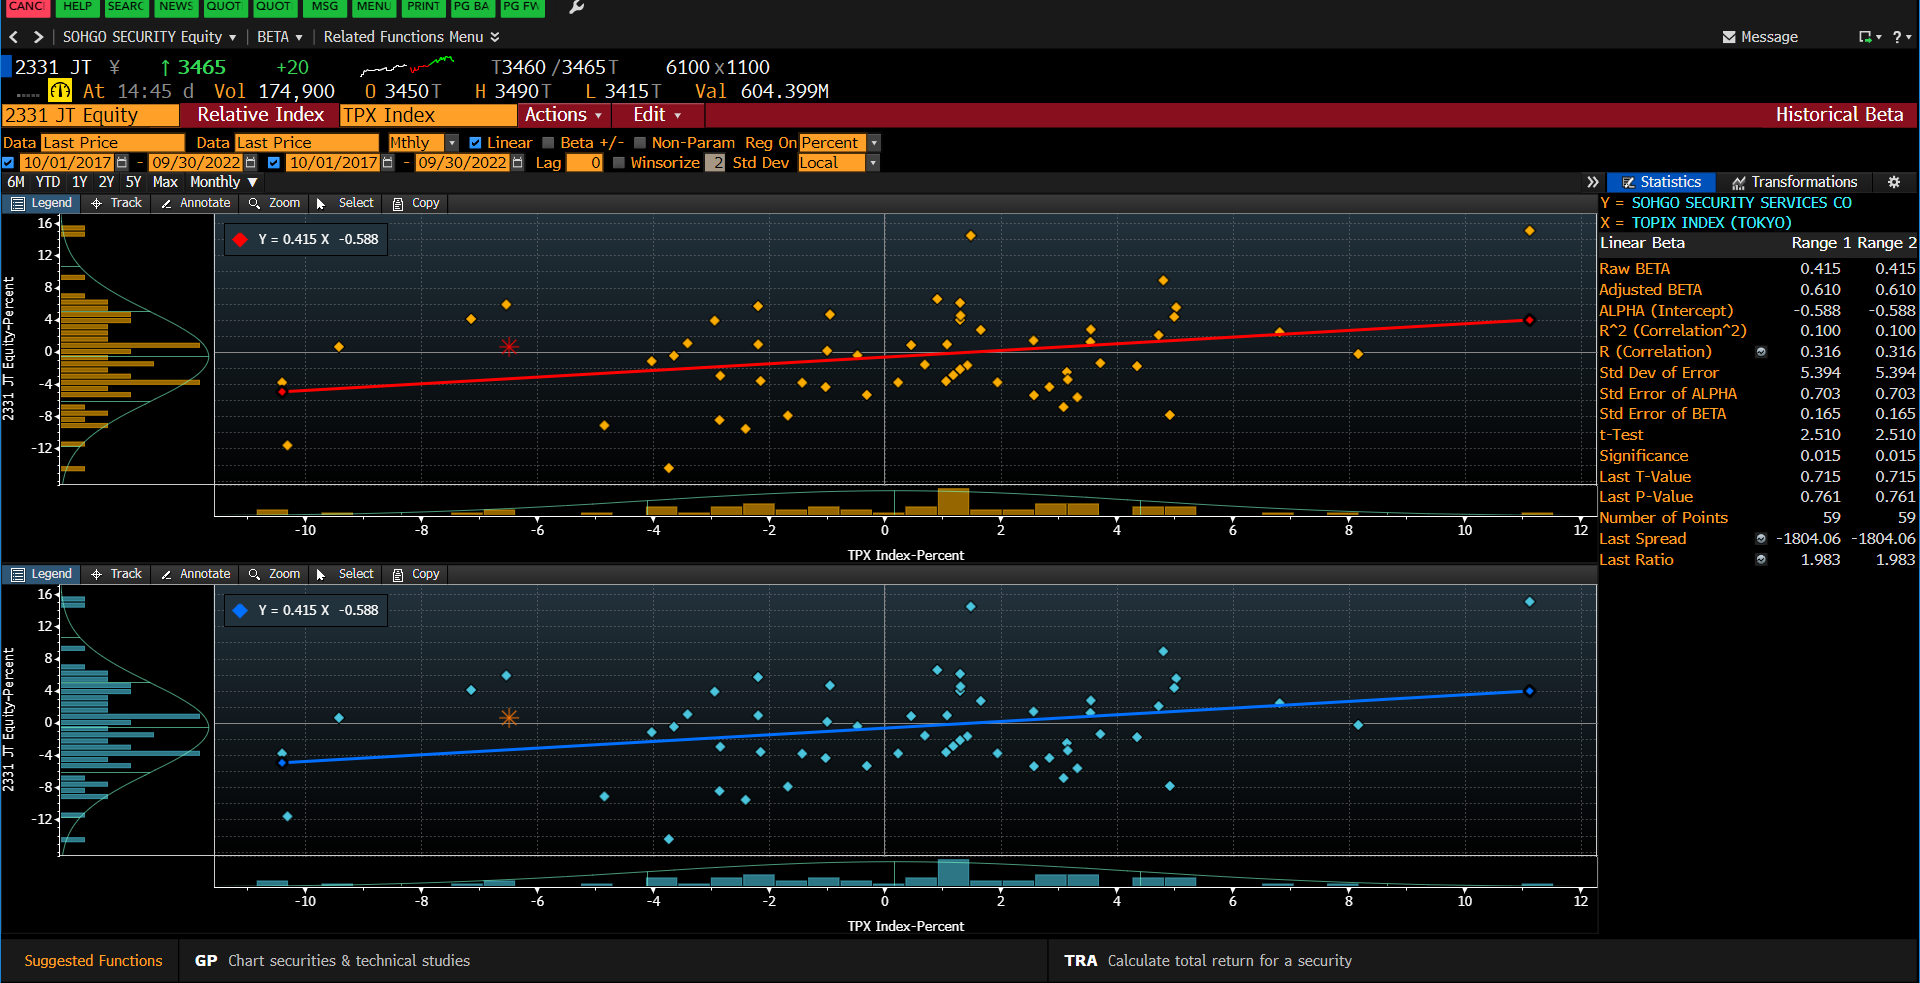 CANCL HELP SEARC NEWS QUOT QUOT MSG MENU PRINT PG BA PG FW
SOHGO SECURITY Equity BETA Related Functions Menu Message ?
2331 JT ¥ ↑ 3465 +20 T3460 /3465T 6100 x1100
At 14:45 d Vol 174,900 O 3450T H 3490T L 3415T Val 604.399M
2331 JT Equity Relative Index TPX Index Actions Edit Historical Beta
Data Last Price Data Last Price Mthly Linear Beta +/- Non-Param Reg On Percent
10/01/2017 - 09/30/2022 10/01/2017 - 09/30/2022 Lag 0 Winsorize 2 Std Dev Local
6M YTD 1Y 2Y 5Y Max Monthly ▼ » Statistics Transformations
Legend Track Annotate Zoom Select Copy
Y = 0.415 X -0.588
16
12
8
4
0
-4
-8
-12
2331 JT Equity-Percent
-10 -8 -6 -4 -2 0 2 4 6 8 10 12
TPX Index-Percent
Legend Track Annotate Zoom Select Copy
Y = 0.415 X -0.588
16
12
8
4
0
-4
-8
-12
2331 JT Equity-Percent
-10 -8 -6 -4 -2 0 2 4 6 8 10 12
TPX Index-Percent
Y = SOHGO SECURITY SERVICES CO
X = TOPIX INDEX (TOKYO)
Linear Beta Range 1 Range 2
Raw BETA 0.415 0.415
Adjusted BETA 0.610 0.610
ALPHA (Intercept) -0.588 -0.588
R^2 (Correlation^2) 0.100 0.100
R (Correlation) 0.316 0.316
Std Dev of Error 5.394 5.394
Std Error of ALPHA 0.703 0.703
Std Error of BETA 0.165 0.165
t-Test 2.510 2.510
Significance 0.015 0.015
Last T-Value 0.715 0.715
Last P-Value 0.761 0.761
Number of Points 59 59
Last Spread -1804.06 -1804.06
Last Ratio 1.983 1.983
Suggested Functions GP Chart securities & technical studies TRA Calculate total return for a security